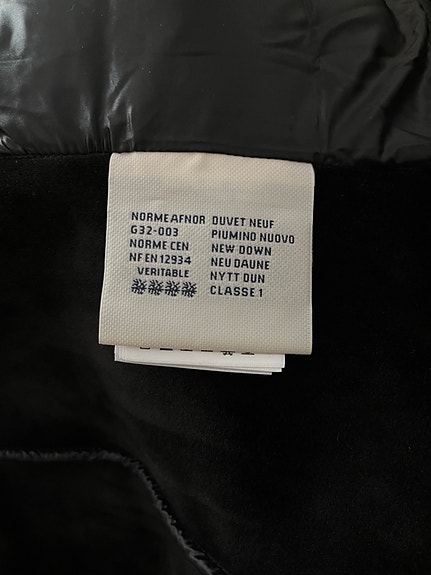 NORME AFNOR
G32-003
NORME CEN
NF EN 12934
VERITABLE
DUVET NEUF
PIUMINO NUOVO
NEW DOWN
NEU DAUNE
NYTT DUN
CLASSE 1